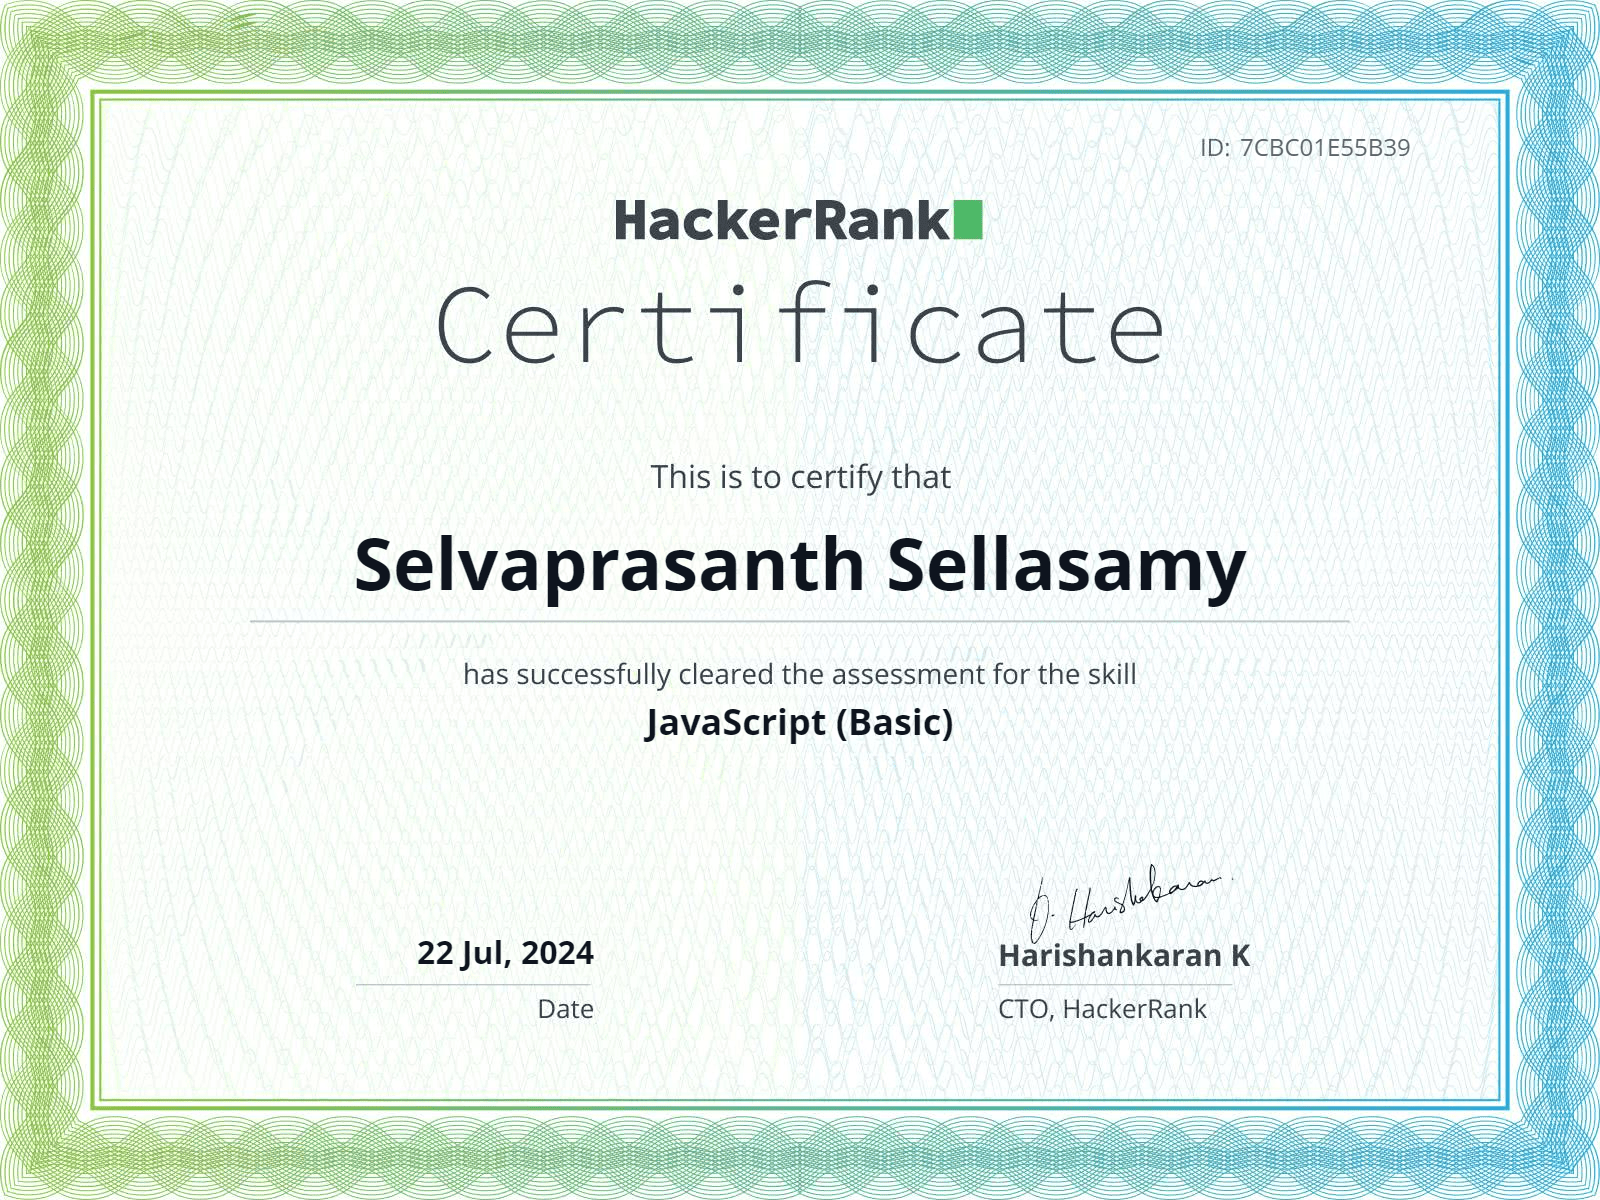 ID: 7CBC01E55B39
HackerRank
Certificate
This is to certify that
Selvaprasanth Sellasamy
has successfully cleared the assessment for the skill
JavaScript (Basic)
22 Jul, 2024
Date
Harishankaran
Harishankaran K
CTO, HackerRank